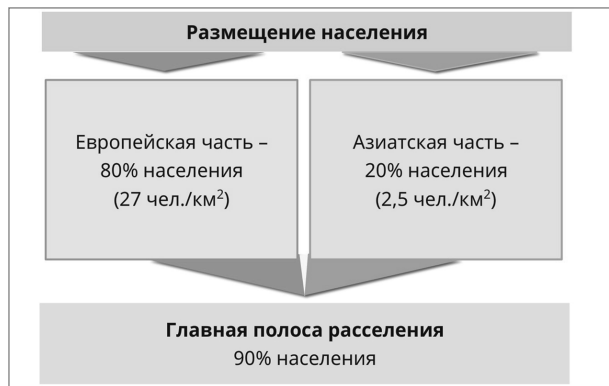 Размещение населения
Европейская часть –
80% населения
(27 чел./км²)
Азиатская часть –
20% населения
(2,5 чел./км²)
Главная полоса расселения
90% населения